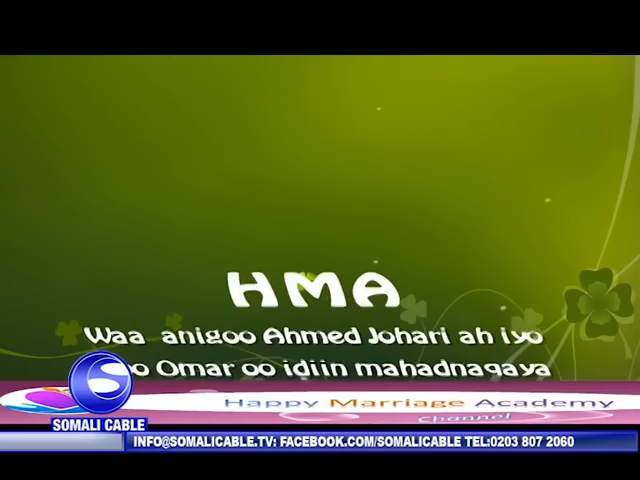 HMA
Waa anigoo Ahmed Johari ah iyo
Omar oo idiin mahadnaqaya
Happy Marriage Academy
Channel
SOMALI CABLE
INFO@SOMALICABLE.TV: FACEBOOK.COM/SOMALICABLE TEL:0203 807 2060